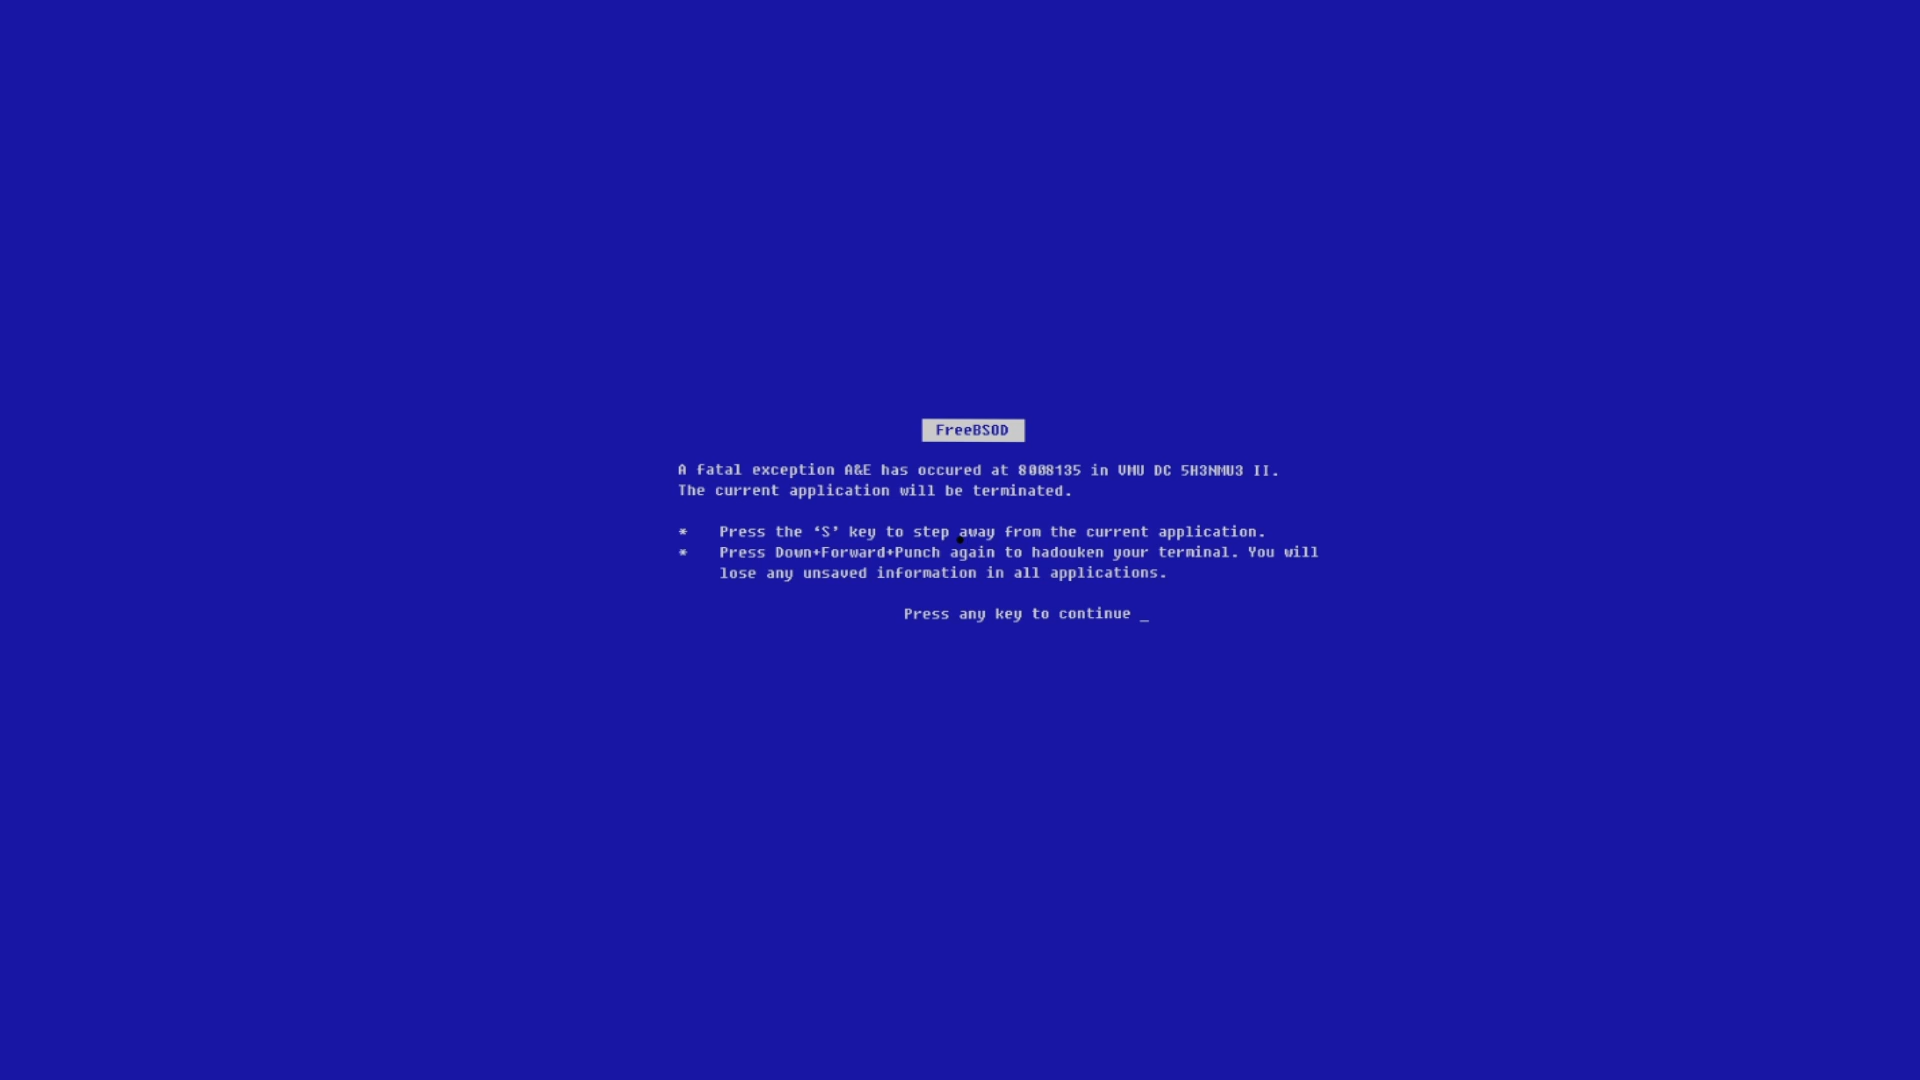 FreeBSOD
A fatal exception A&E has occured at 8008135 in VMU DC 5H3NMU3 II.
The current application will be terminated.
* Press the ‘S’ key to step away from the current application.
* Press Down+Forward+Punch again to hadouken your terminal. You will
lose any unsaved information in all applications.
Press any key to continue _